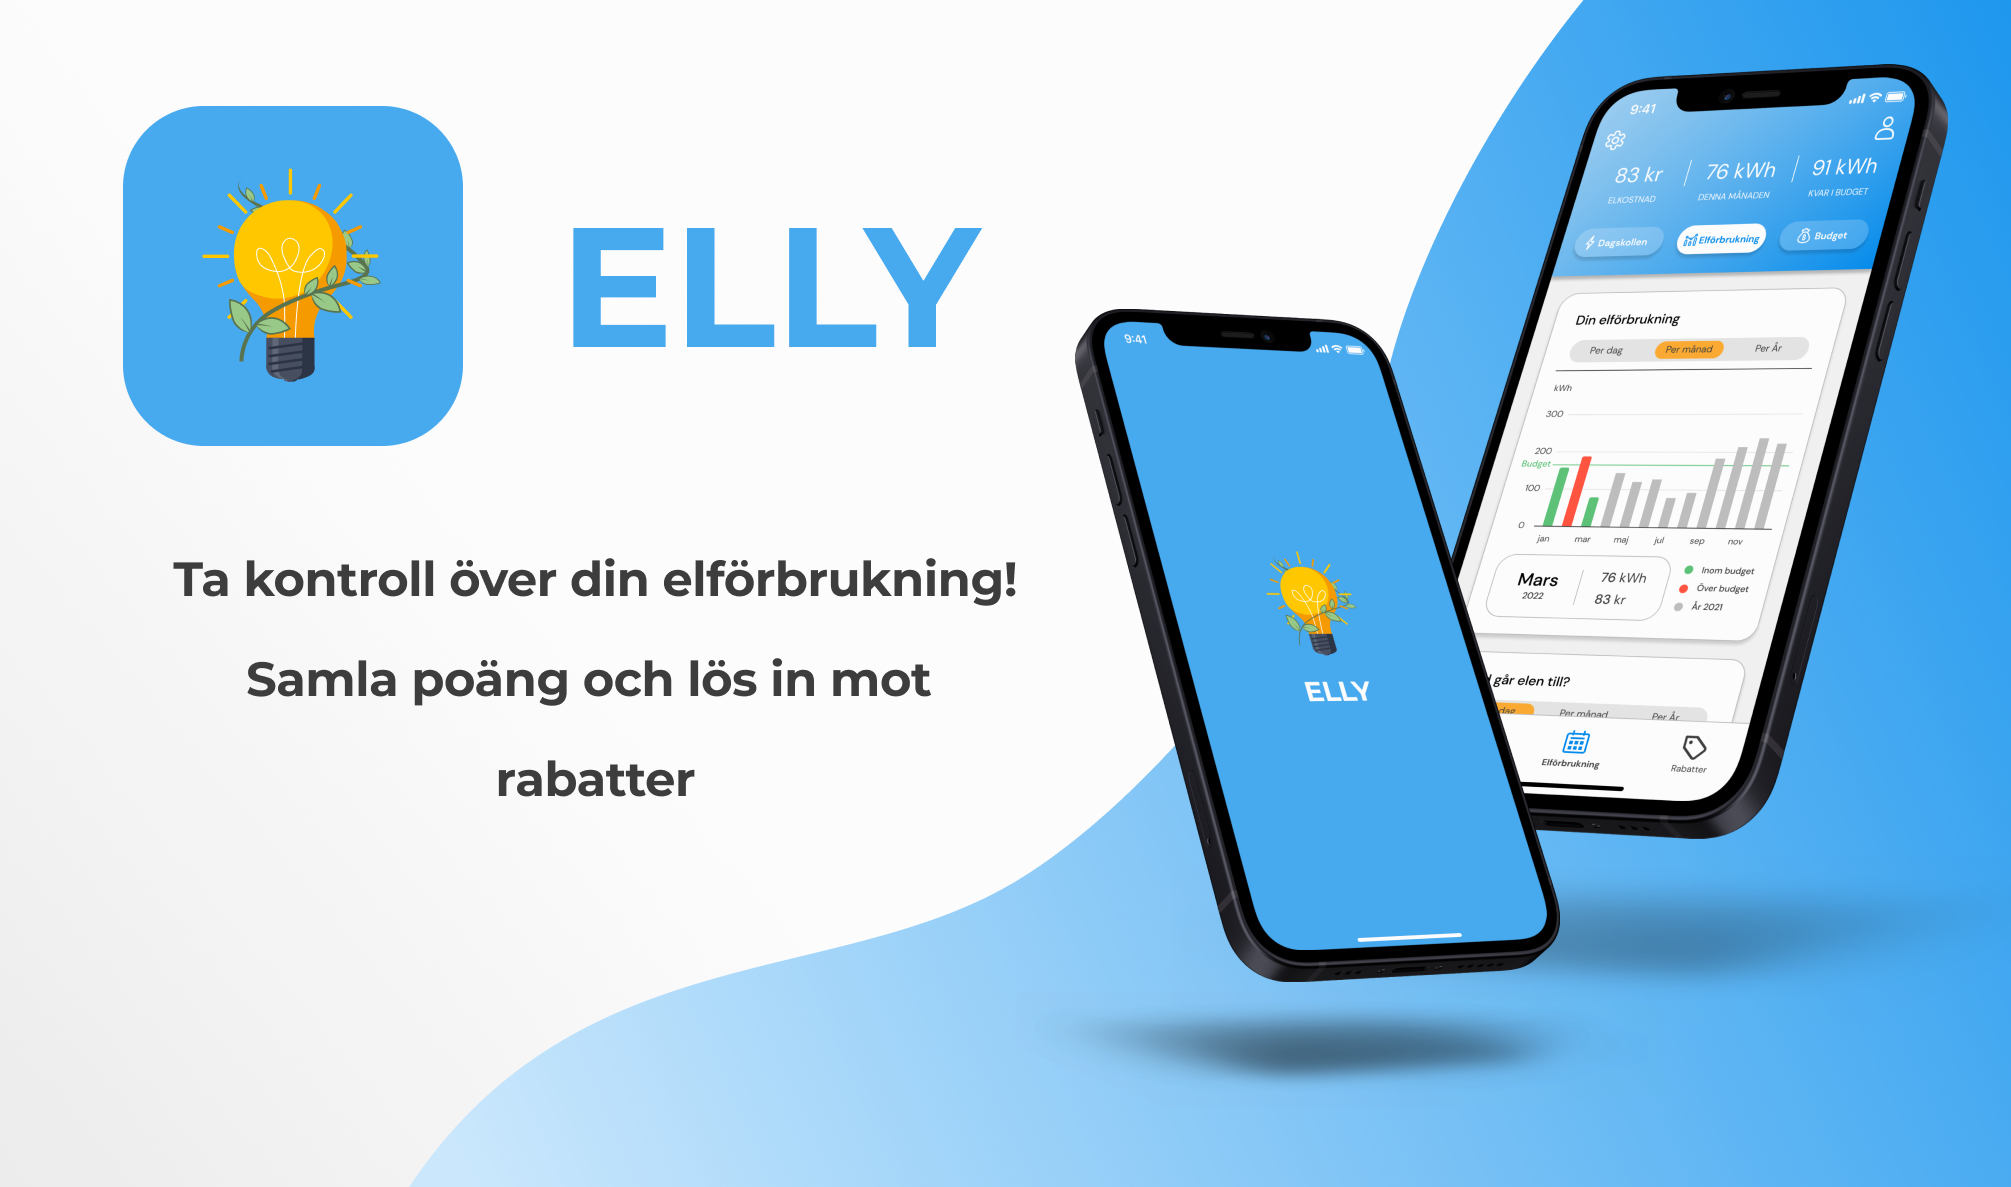 ELLY
Ta kontroll över din elförbrukning!
Samla poäng och lös in mot
rabatter
9:41
ELLY
9:41
83 kr
76 kWh
91 kWh
ELKOSTNAD
DENNA MÅNADEN
KVAR I BUDGET
Dagskollen
Elförbrukning
Budget
Din elförbrukning
Per dag
Per månad
Per År
kWh
300
200
Budget
100
0
jan
mar
maj
jul
sep
nov
Mars
2022
76 kWh
83 kr
Inom budget
Över budget
År 2021
går elen till?
dag
Per månad
Per År
Elförbrukning
Rabatter